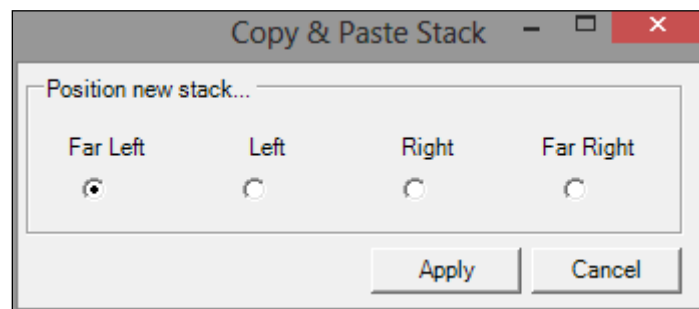 Copy & Paste Stack
Position new stack...
Far Left Left Right Far Right
Apply Cancel